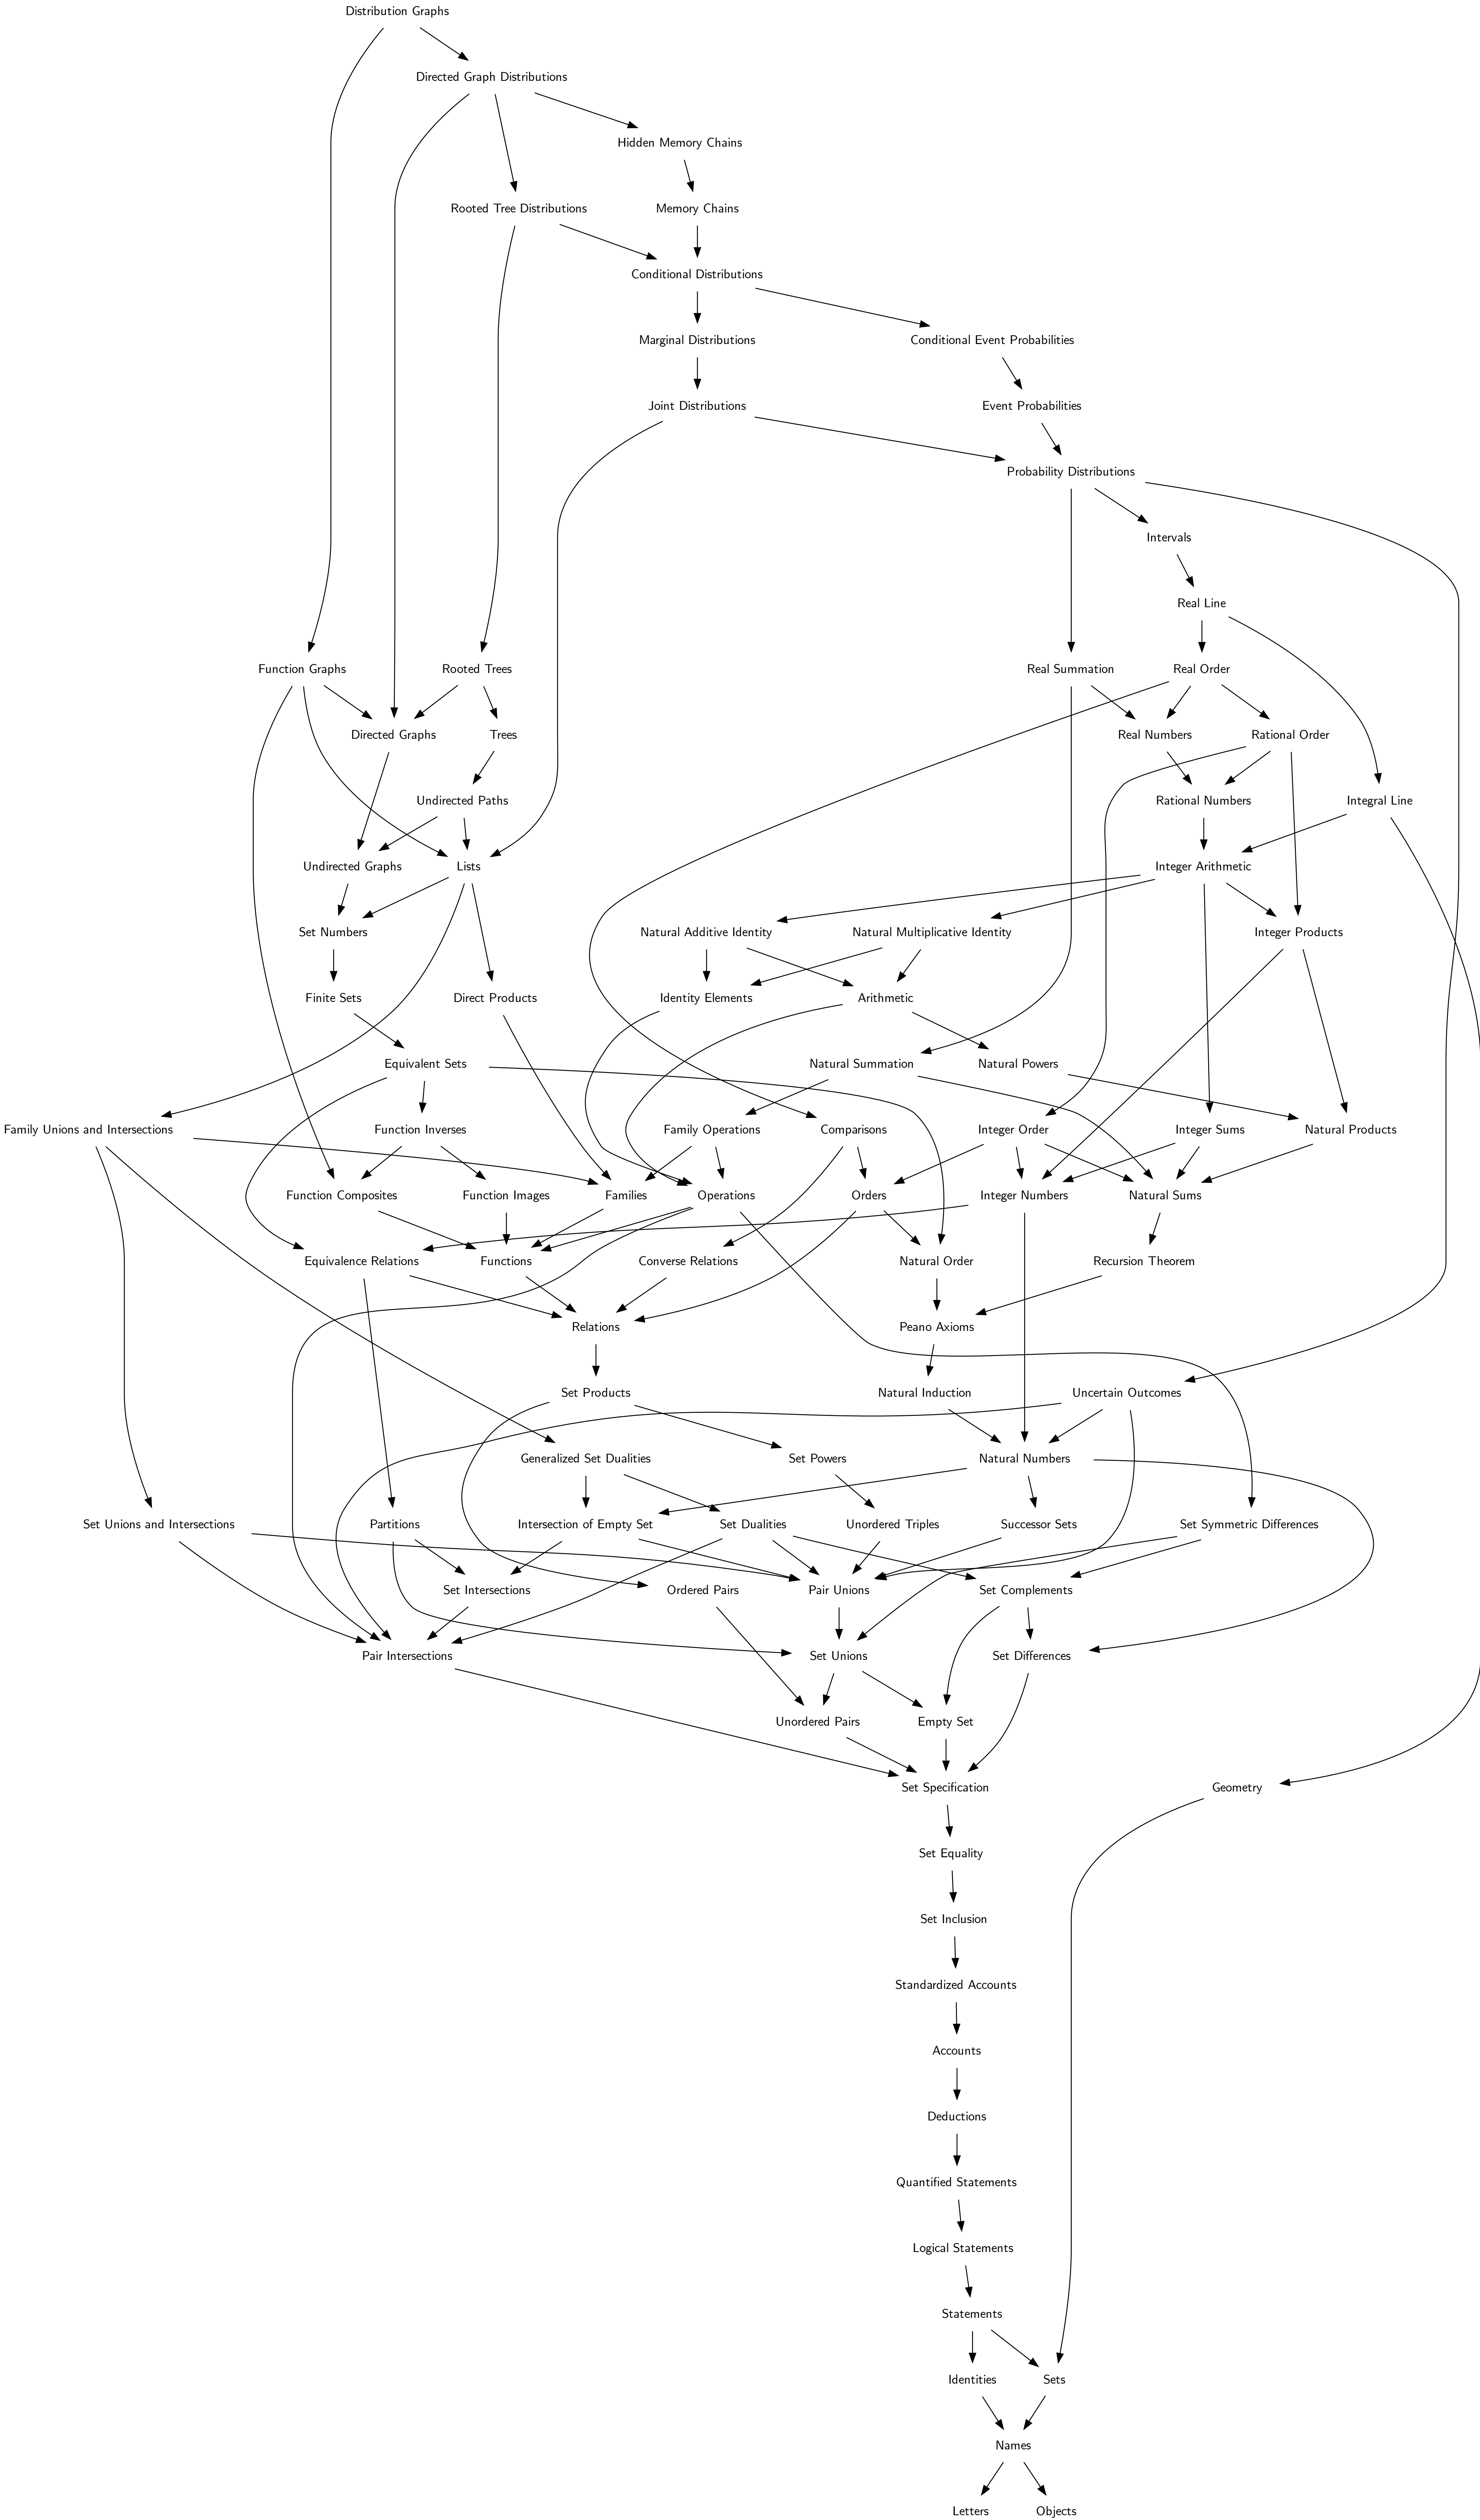 Distribution Graphs
Directed Graph Distributions
Hidden Memory Chains
Rooted Tree Distributions
Memory Chains
Conditional Distributions
Marginal Distributions
Conditional Event Probabilities
Joint Distributions
Event Probabilities
Probability Distributions
Intervals
Real Line
Function Graphs
Rooted Trees
Real Summation
Real Order
Directed Graphs
Trees
Real Numbers
Rational Order
Undirected Paths
Rational Numbers
Integral Line
Undirected Graphs
Lists
Integer Arithmetic
Set Numbers
Natural Additive Identity
Natural Multiplicative Identity
Integer Products
Finite Sets
Direct Products
Identity Elements
Arithmetic
Equivalent Sets
Natural Summation
Natural Powers
Family Unions and Intersections
Function Inverses
Family Operations
Comparisons
Integer Order
Integer Sums
Natural Products
Function Composites
Function Images
Families
Operations
Orders
Integer Numbers
Natural Sums
Equivalence Relations
Functions
Converse Relations
Natural Order
Recursion Theorem
Relations
Peano Axioms
Set Products
Natural Induction
Uncertain Outcomes
Generalized Set Dualities
Set Powers
Natural Numbers
Set Unions and Intersections
Partitions
Intersection of Empty Set
Set Dualities
Unordered Triples
Successor Sets
Set Symmetric Differences
Set Intersections
Ordered Pairs
Pair Unions
Set Complements
Pair Intersections
Set Unions
Set Differences
Unordered Pairs
Empty Set
Set Specification
Geometry
Set Equality
Set Inclusion
Standardized Accounts
Accounts
Deductions
Quantified Statements
Logical Statements
Statements
Identities
Sets
Names
Letters
Objects